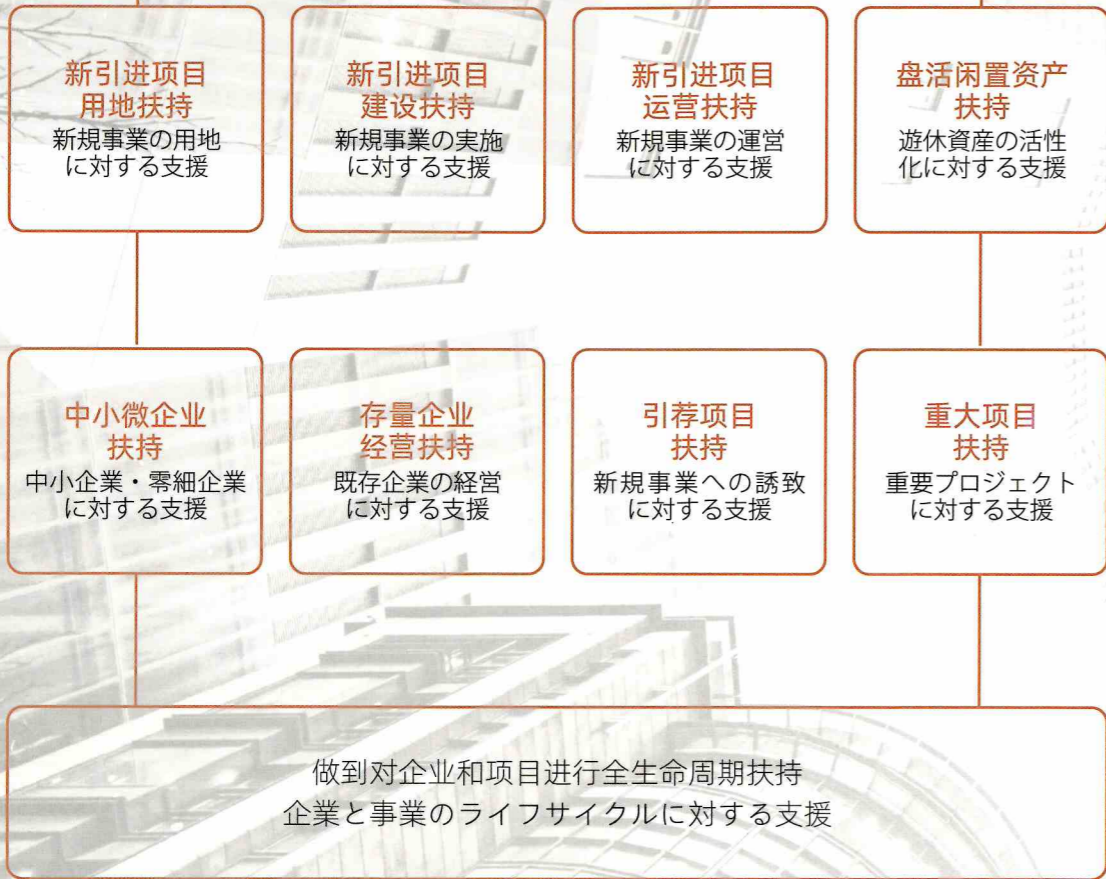 新引进项目
用地扶持
新規事業の用地
に対する支援
新引进项目
建设扶持
新規事業の実施
に対する支援
新引进项目
运营扶持
新規事業の運営
に対する支援
盘活闲置资产
扶持
遊休資産の活性
化に対する支援
中小微企业
扶持
中小企業・零細企業
に対する支援
存量企业
经营扶持
既存企業の経営
に対する支援
引荐项目
扶持
新規事業への誘致
に対する支援
重大项目
扶持
重要プロジェクト
に対する支援
做到对企业和项目进行全生命周期扶持
企業と事業のライフサイクルに対する支援